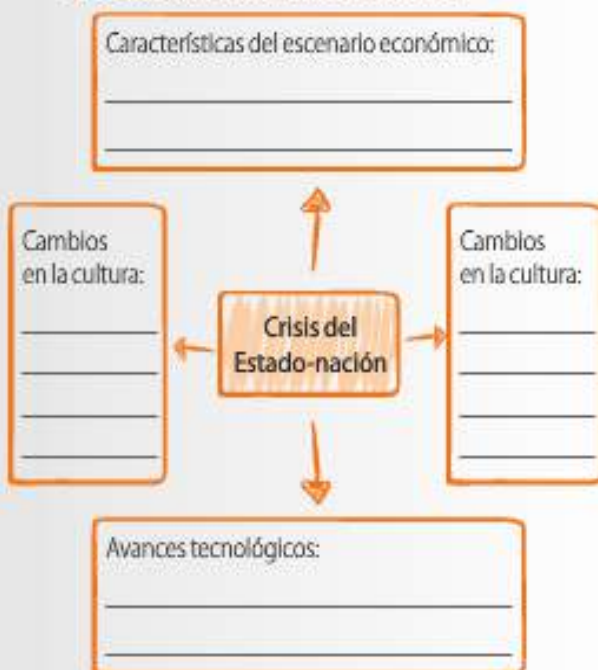 Características del escenario económico:
Cambios
en la cultura:
Crisis del
Estado-nación
Cambios
en la cultura:
Avances tecnológicos: